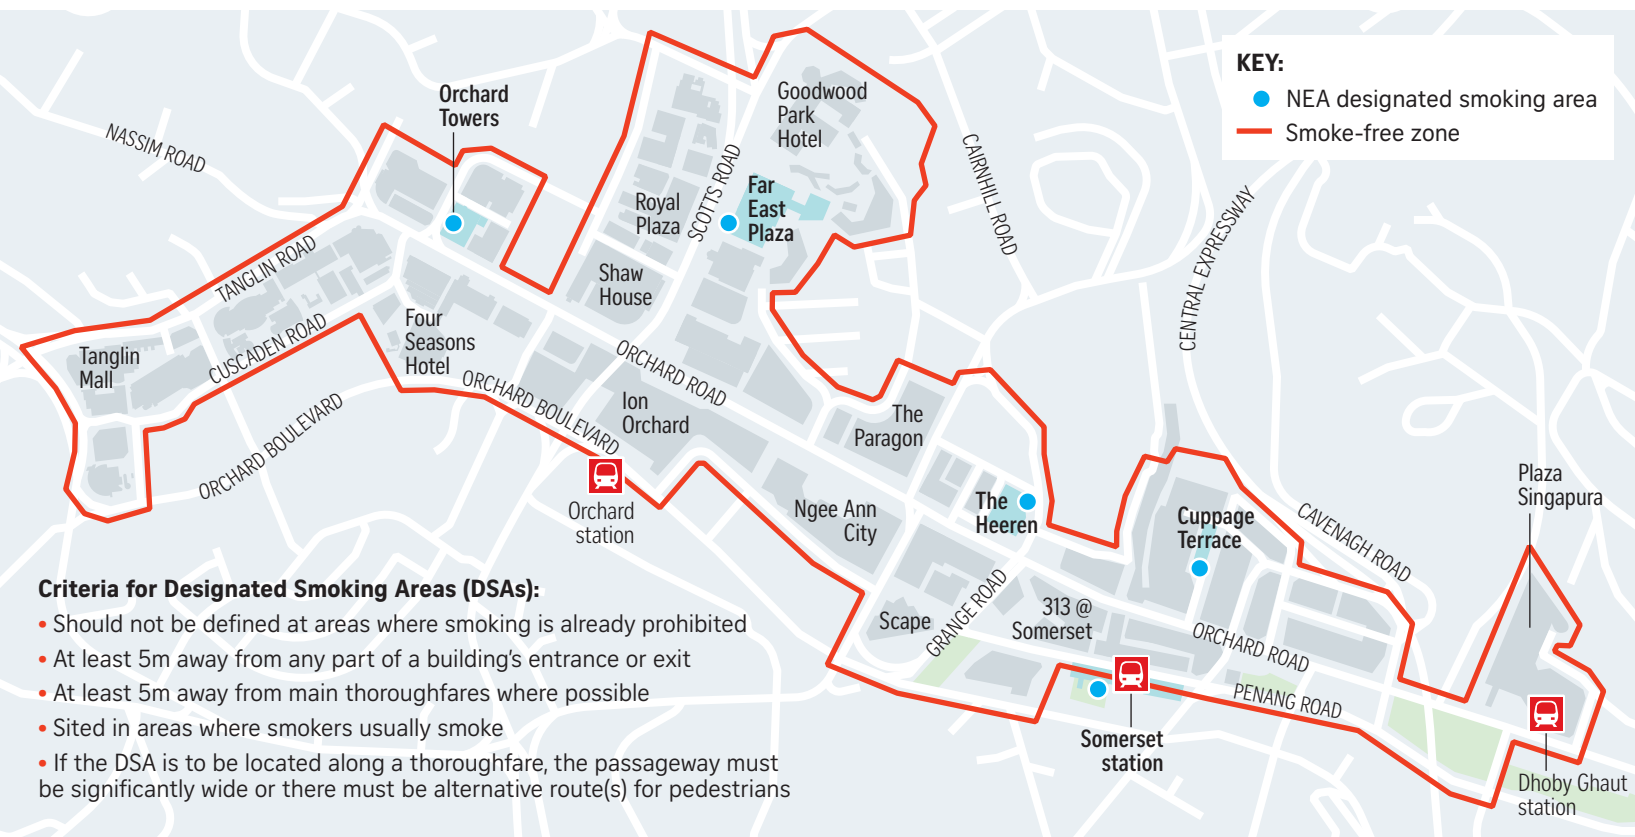 KEY:
NEA designated smoking area
Smoke-free zone
Orchard
Towers
NASSIM ROAD
Goodwood
Park
Hotel
SCOTTS ROAD
CAIRNHILL ROAD
Far
East
Plaza
Royal
Plaza
CENTRAL EXPRESSWAY
TANGLIN ROAD
Shaw
House
Four
Seasons
Hotel
CUSCADEN ROAD
Tanglin
Mall
ORCHARD ROAD
ORCHARD BOULEVARD
ORCHARD BOULEVARD
Ion
Orchard
The
Paragon
Orchard
station
Ngee Ann
City
The
Heeren
Cuppage
Terrace
CAVENAGH ROAD
Plaza
Singapura
Scape
GRANGE ROAD
313 @
Somerset
ORCHARD ROAD
PENANG ROAD
Somerset
station
Dhoby Ghaut
station
Criteria for Designated Smoking Areas (DSAs):
• Should not be defined at areas where smoking is already prohibited
• At least 5m away from any part of a building's entrance or exit
• At least 5m away from main thoroughfares where possible
• Sited in areas where smokers usually smoke
• If the DSA is to be located along a thoroughfare, the passageway must
be significantly wide or there must be alternative route(s) for pedestrians